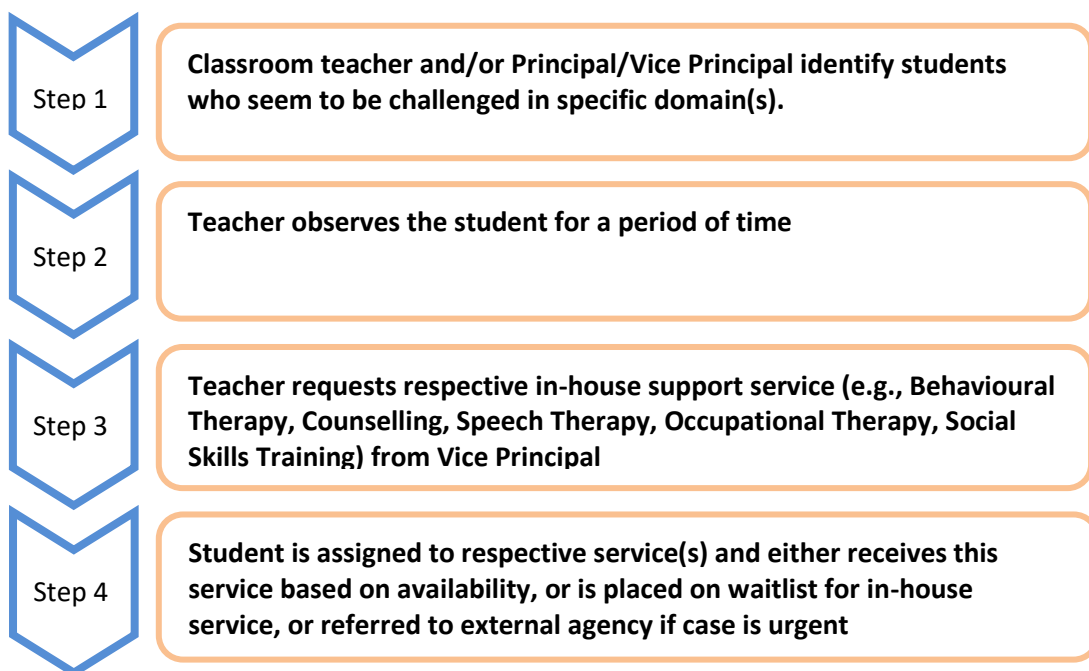 Step 1
Classroom teacher and/or Principal/Vice Principal identify students
who seem to be challenged in specific domain(s).
Step 2
Teacher observes the student for a period of time
Step 3
Teacher requests respective in-house support service (e.g., Behavioural
Therapy, Counselling, Speech Therapy, Occupational Therapy, Social
Skills Training) from Vice Principal
Step 4
Student is assigned to respective service(s) and either receives this
service based on availability, or is placed on waitlist for in-house
service, or referred to external agency if case is urgent